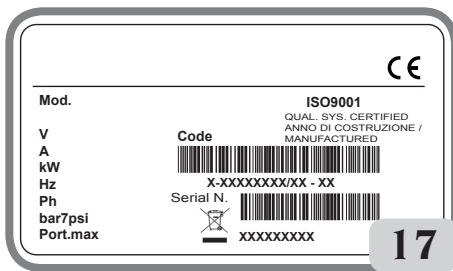 CE
Mod.
ISO9001
QUAL. SYS. CERTIFIED
ANNO DI COSTRUZIONE /
MANUFACTURED
V
Code
A
kW
Hz
X-XXXXXXXX/XX - XX
Ph
Serial N.
bar7psi
Port.max
XXXXXXXXX
17